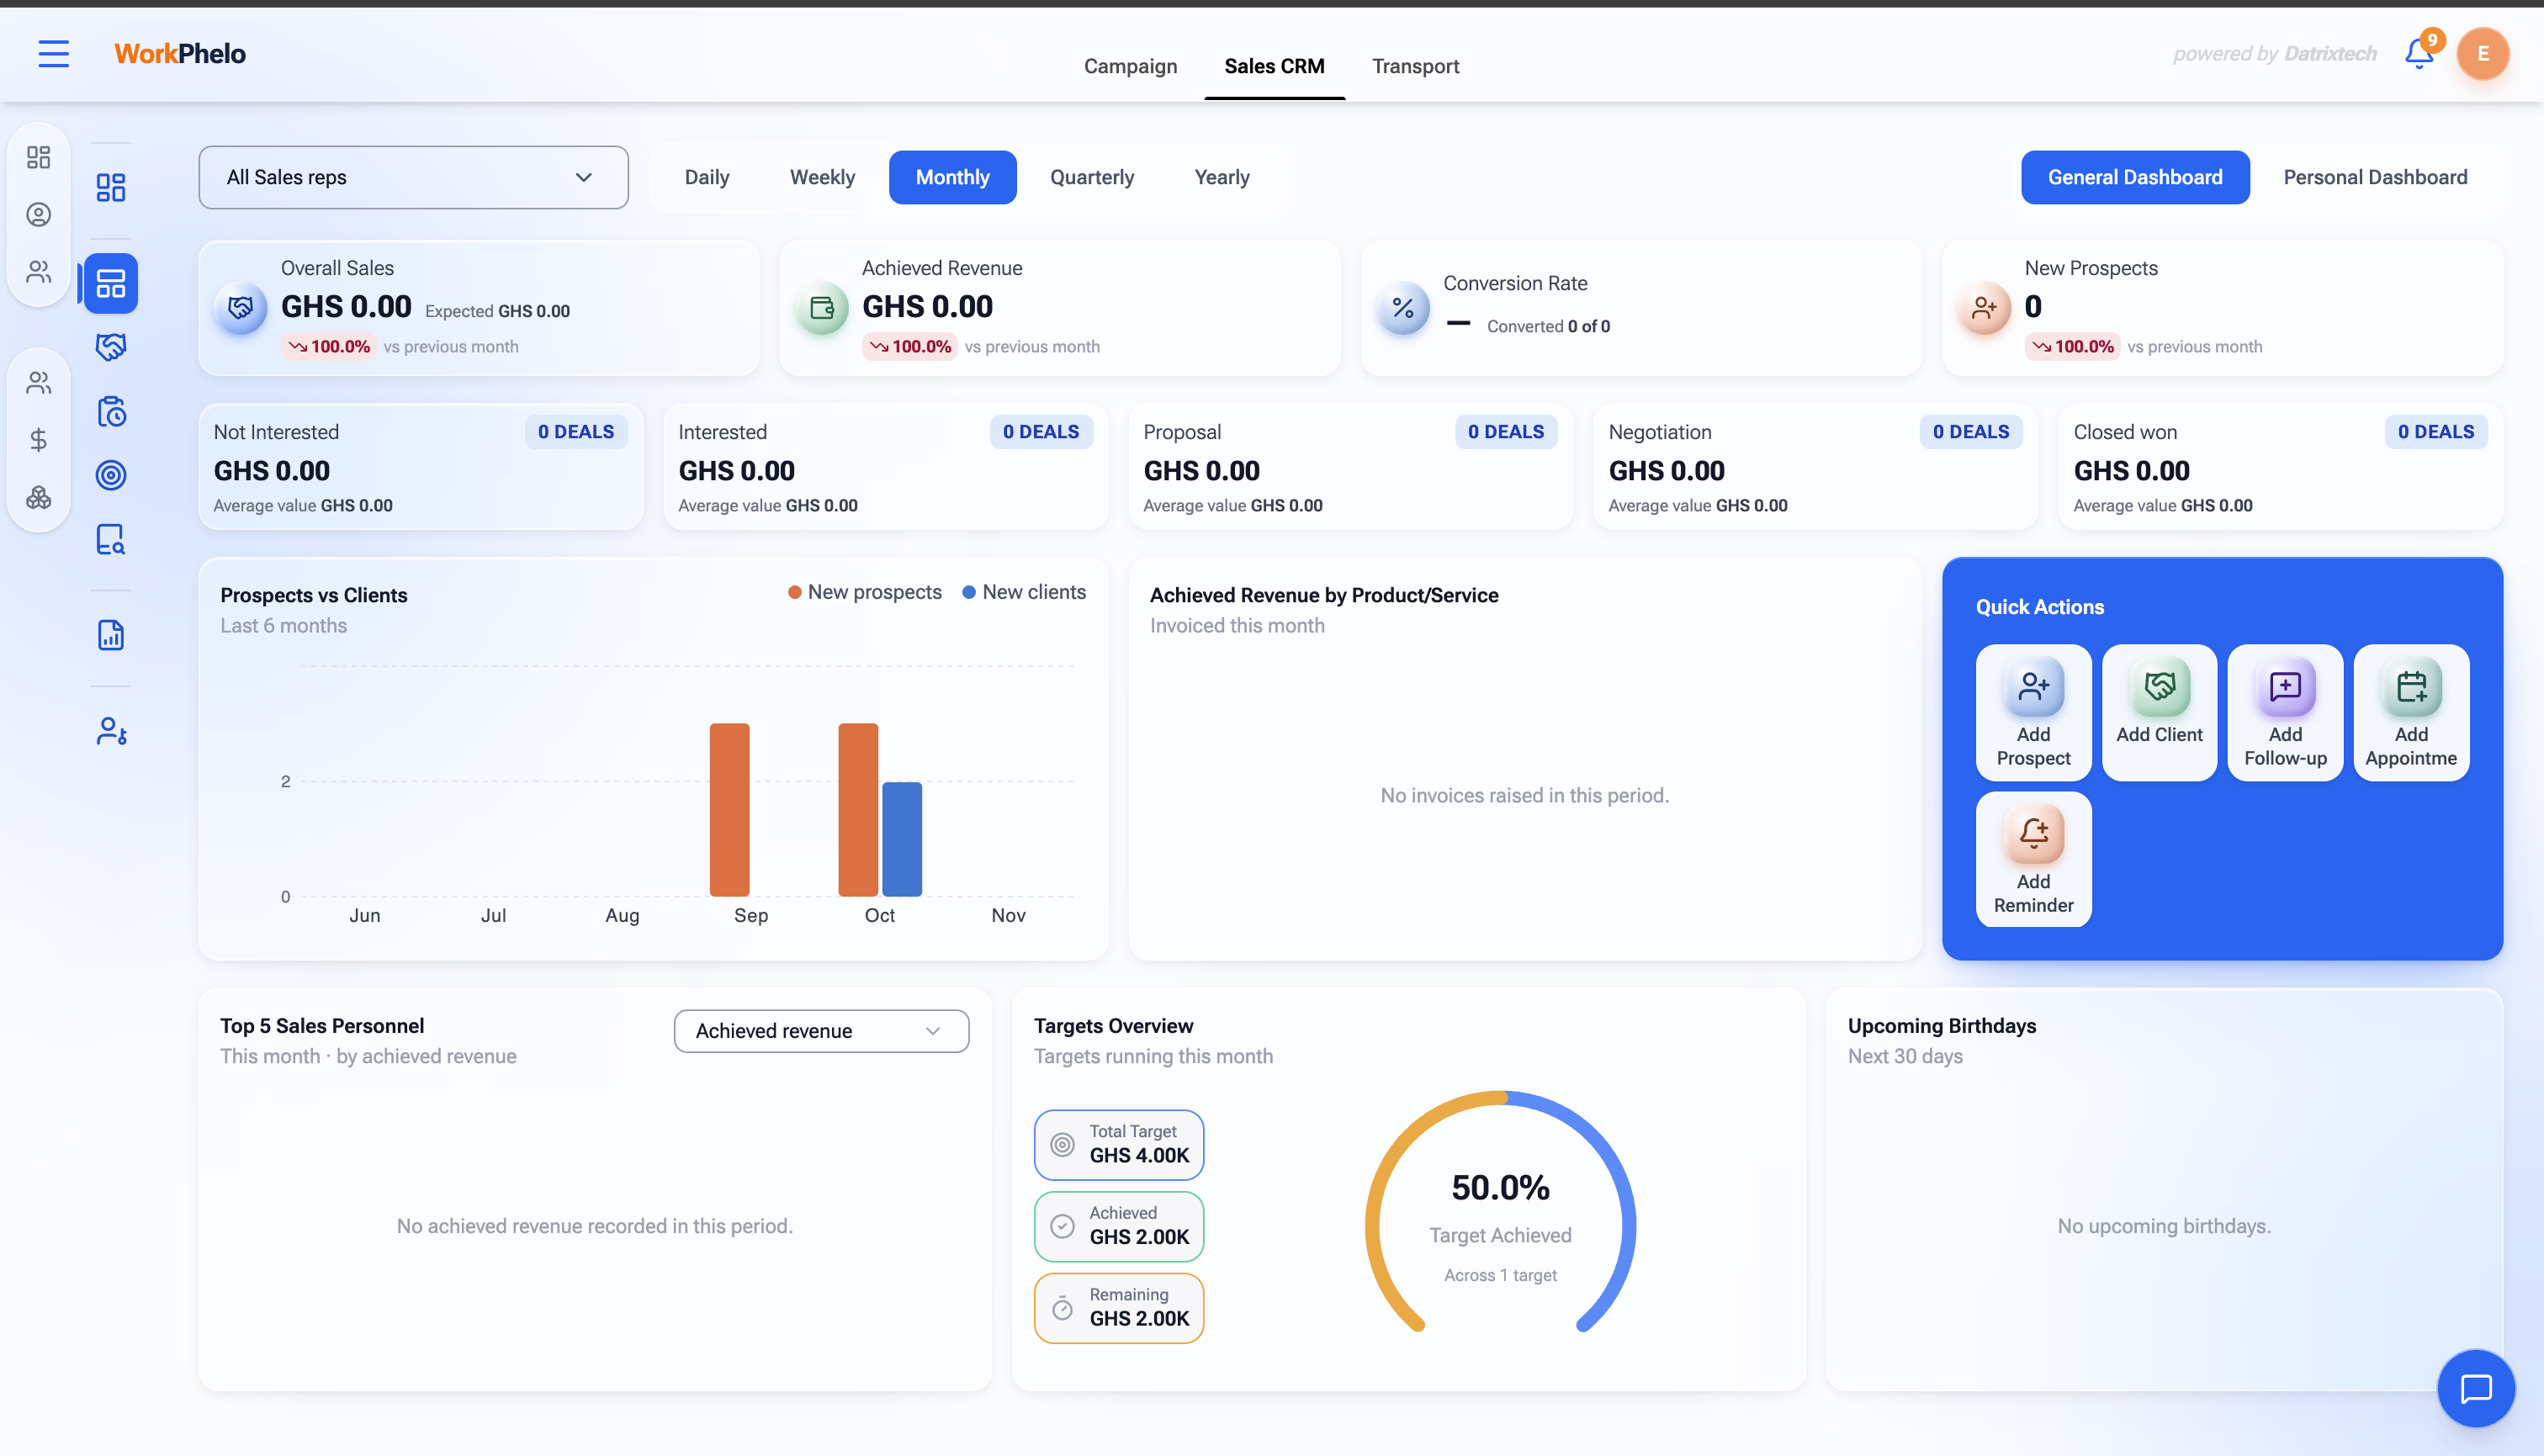 WorkPhelo
Campaign
Sales CRM
Transport
powered by Datrixtech
9
E
All Sales reps
Daily
Weekly
Monthly
Quarterly
Yearly
General Dashboard
Personal Dashboard
Overall Sales
GHS 0.00 Expected GHS 0.00
100.0% vs previous month
Achieved Revenue
GHS 0.00
100.0% vs previous month
Conversion Rate
— Converted 0 of 0
New Prospects
0
100.0% vs previous month
Not Interested
0 DEALS
GHS 0.00
Average value GHS 0.00
Interested
0 DEALS
GHS 0.00
Average value GHS 0.00
Proposal
0 DEALS
GHS 0.00
Average value GHS 0.00
Negotiation
0 DEALS
GHS 0.00
Average value GHS 0.00
Closed won
0 DEALS
GHS 0.00
Average value GHS 0.00
Prospects vs Clients
Last 6 months
New prospects
New clients
2
0
Jun
Jul
Aug
Sep
Oct
Nov
Achieved Revenue by Product/Service
Invoiced this month
No invoices raised in this period.
Quick Actions
Add
Prospect
Add Client
Add
Follow-up
Add
Appointme
Add
Reminder
Top 5 Sales Personnel
This month · by achieved revenue
Achieved revenue
No achieved revenue recorded in this period.
Targets Overview
Targets running this month
Total Target
GHS 4.00K
Achieved
GHS 2.00K
Remaining
GHS 2.00K
50.0%
Target Achieved
Across 1 target
Upcoming Birthdays
Next 30 days
No upcoming birthdays.